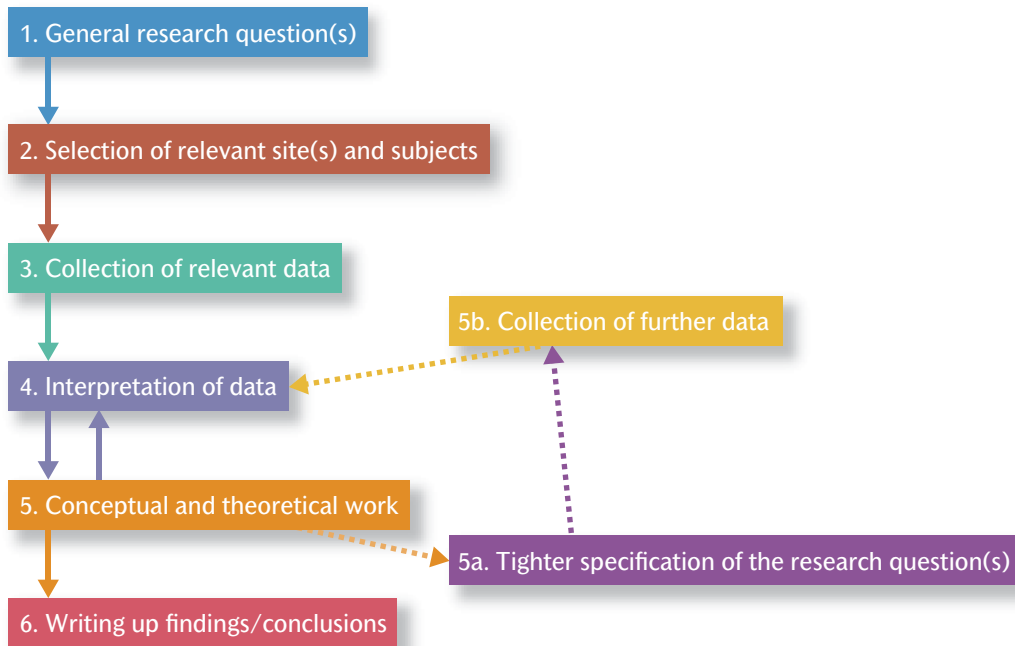 1. General research question(s)
2. Selection of relevant site(s) and subjects
3. Collection of relevant data
5b. Collection of further data
4. Interpretation of data
5. Conceptual and theoretical work
5a. Tighter specification of the research question(s)
6. Writing up findings/conclusions